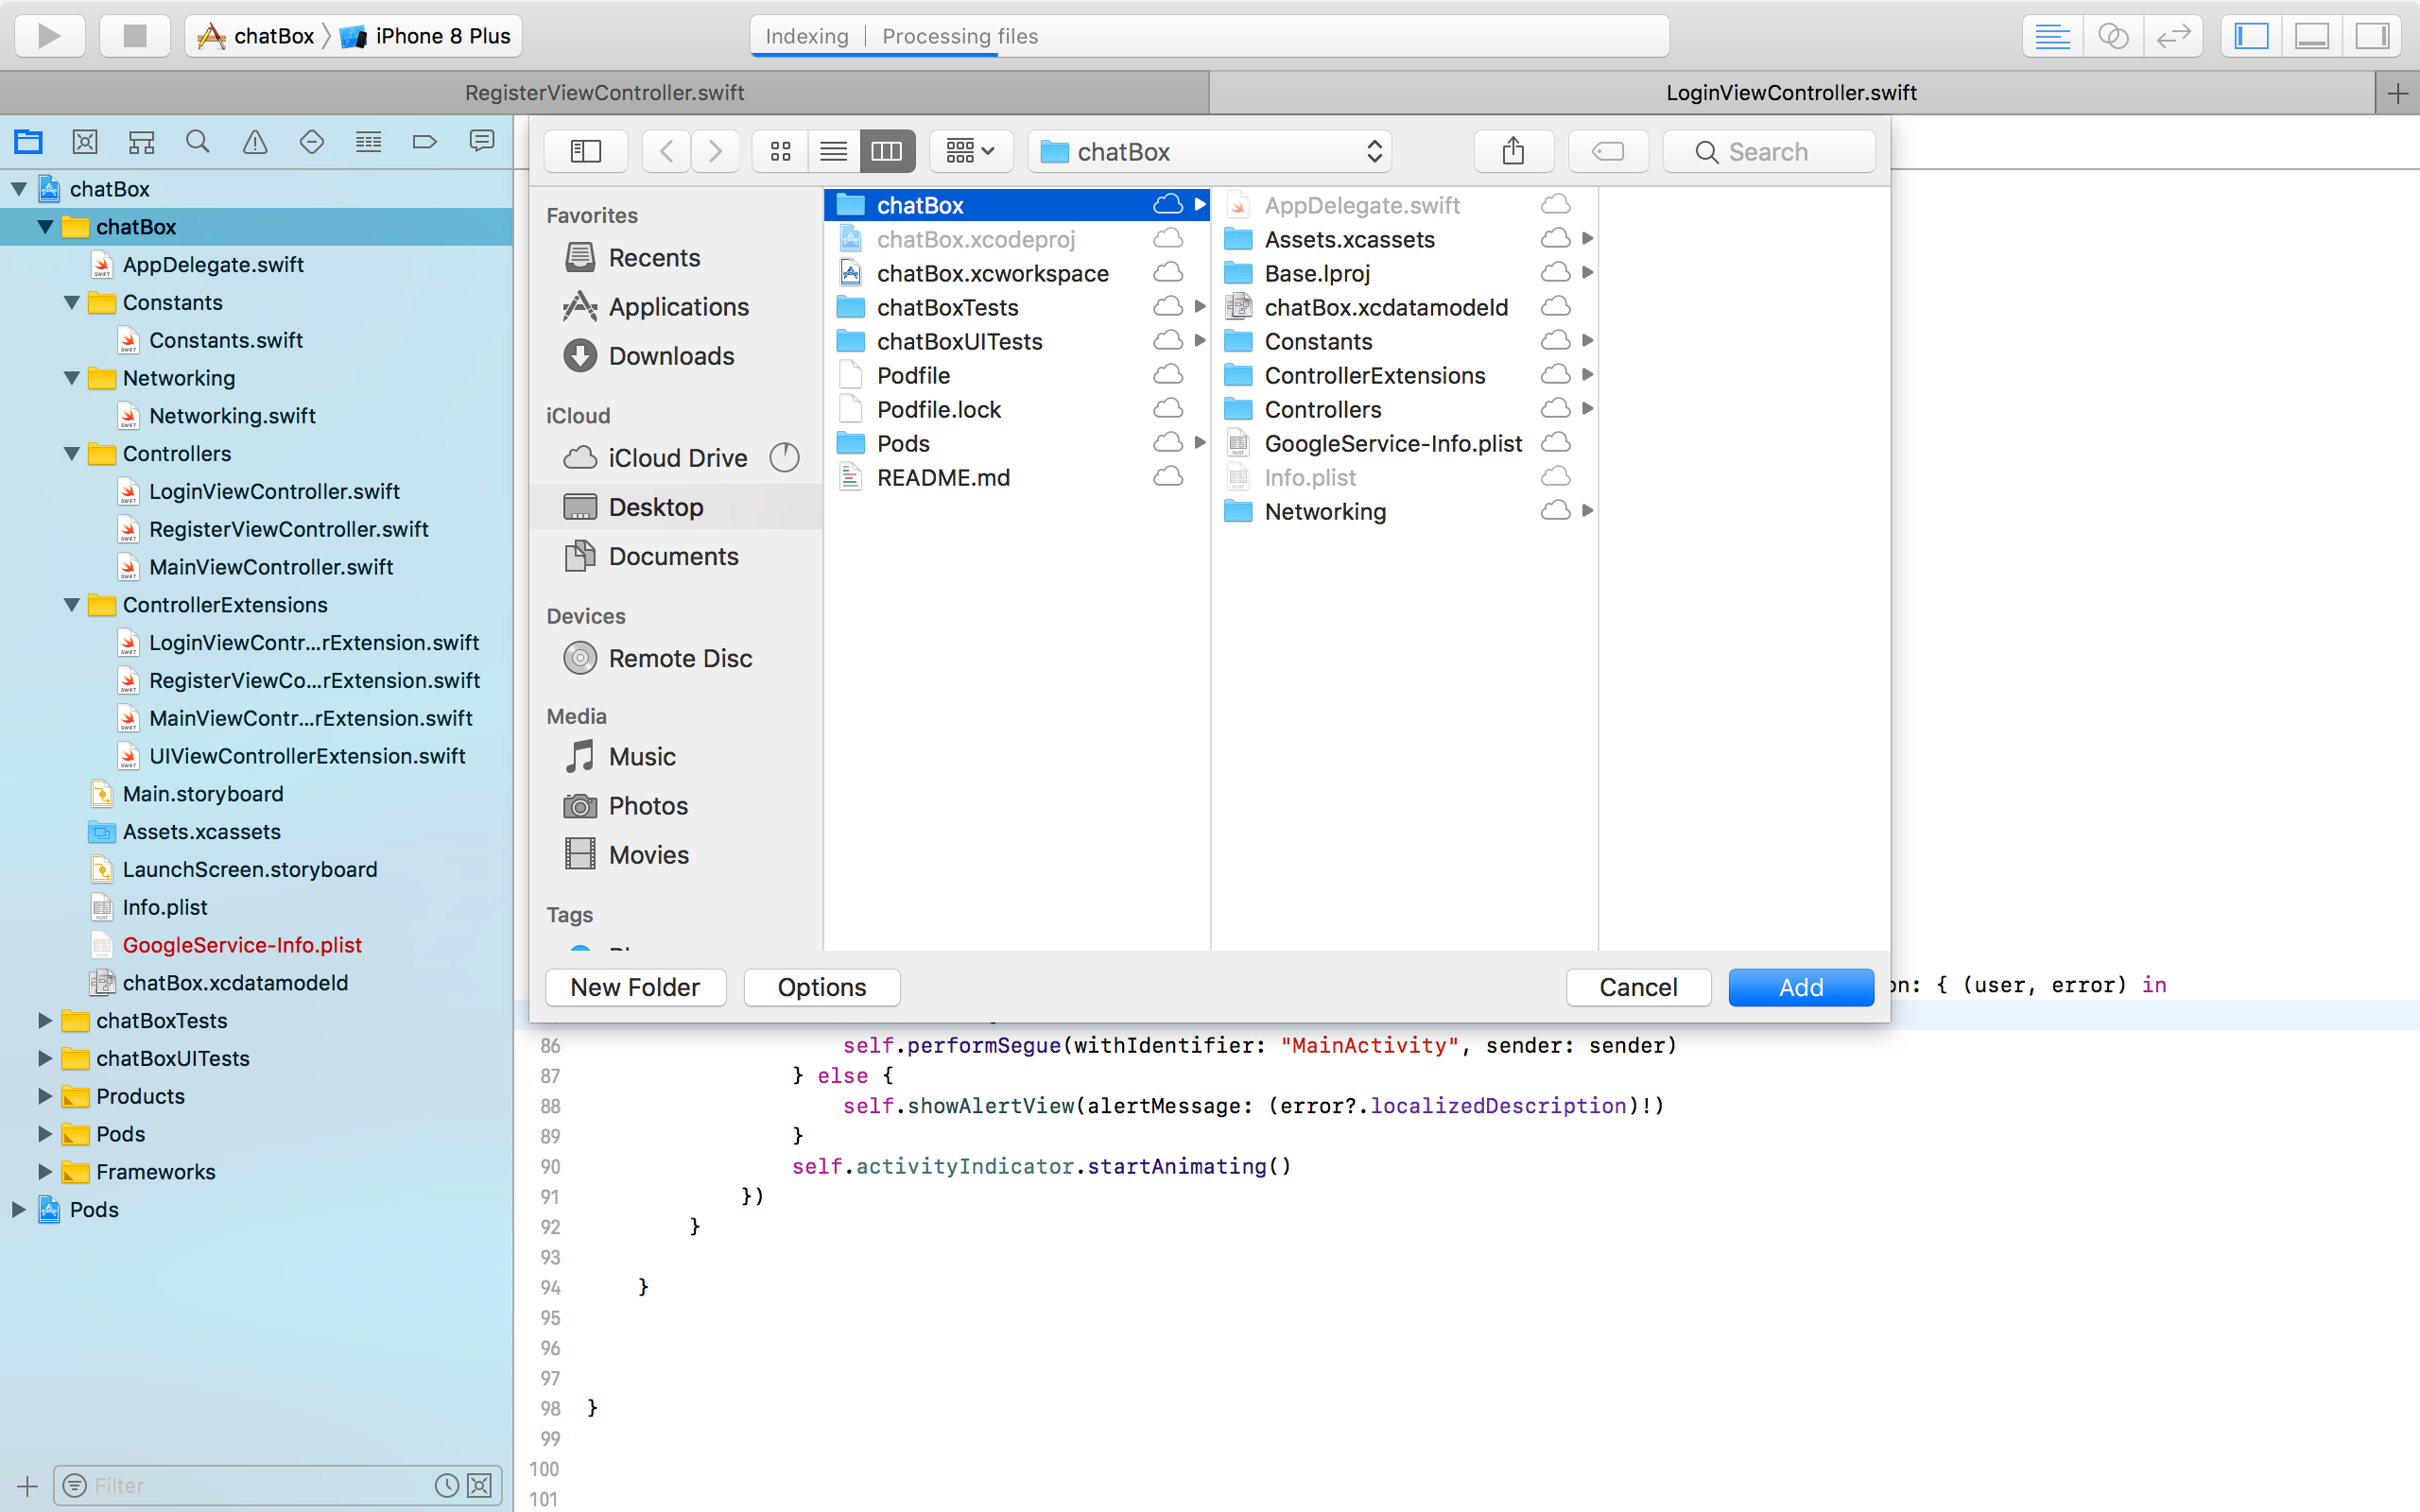 chatBox
iPhone 8 Plus
Indexing | Processing files
RegisterViewController.swift
LoginViewController.swift
chatBox
chatBox
AppDelegate.swift
Constants
Constants.swift
Networking
Networking.swift
Controllers
LoginViewController.swift
RegisterViewController.swift
MainViewController.swift
ControllerExtensions
LoginViewContr...rExtension.swift
RegisterViewCo...rExtension.swift
MainViewContr...rExtension.swift
UIViewControllerExtension.swift
Main.storyboard
Assets.xcassets
LaunchScreen.storyboard
Info.plist
GoogleService-Info.plist
chatBox.xcdatamodeld
chatBoxTests
chatBoxUITests
Products
Pods
Frameworks
Pods
Filter
chatBox
Search
Favorites
Recents
Applications
Downloads
iCloud
iCloud Drive
Desktop
Documents
Devices
Remote Disc
Media
Music
Photos
Movies
Tags
chatBox
chatBox.xcodeproj
chatBox.xcworkspace
chatBoxTests
chatBoxUITests
Podfile
Podfile.lock
Pods
README.md
AppDelegate.swift
Assets.xcassets
Base.lproj
chatBox.xcdatamodeld
Constants
ControllerExtensions
Controllers
GoogleService-Info.plist
Info.plist
Networking
New Folder
Options
Cancel
Add
on: { (user, error) in
86 self.performSegue(withIdentifier: "MainActivity", sender: sender)
87 } else {
88 self.showAlertView(alertMessage: (error?.localizedDescription)!)
89 }
90 self.activityIndicator.startAnimating()
91 })
92 }
93
94 }
95
96
97
98 }
99
100
101